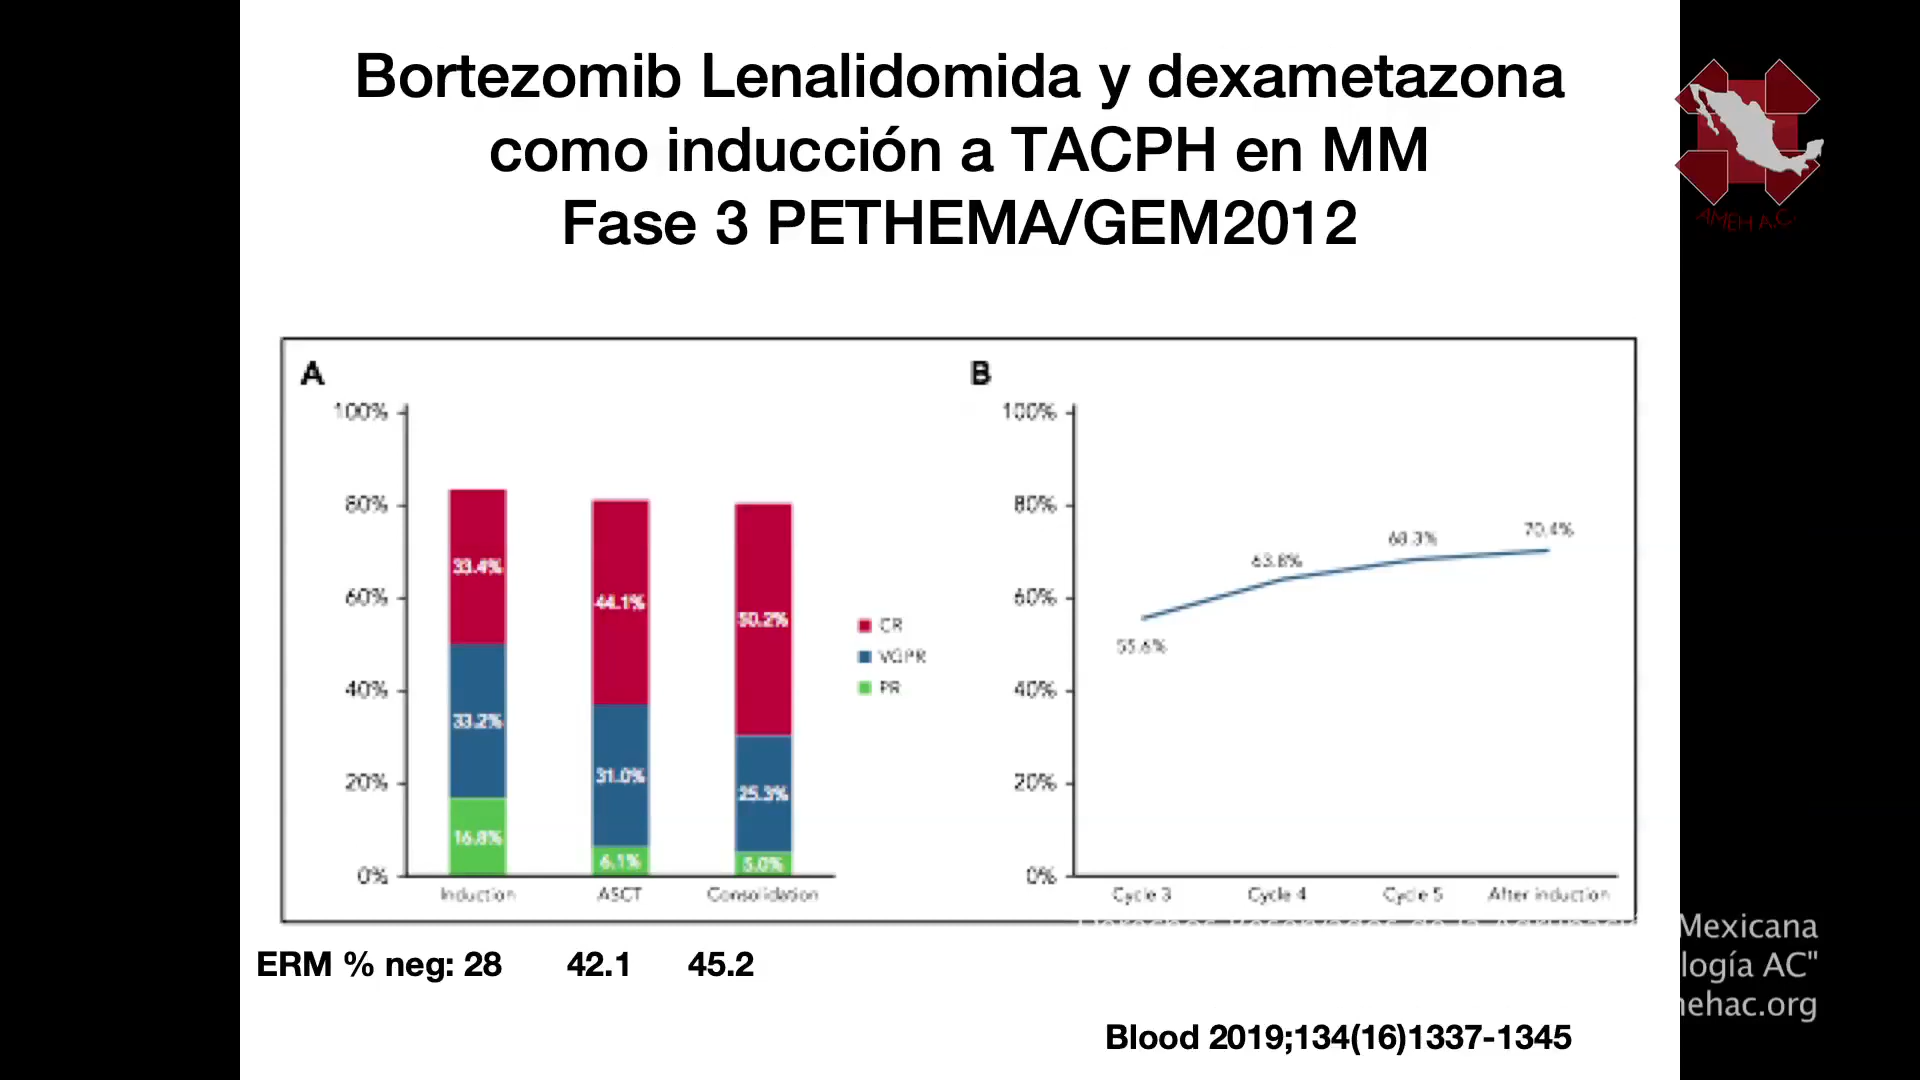 Bortezomib Lenalidomida y dexametazona
como inducción a TACPH en MM
Fase 3 PETHEMA/GEM2012
AMEH A.C.
A
100%
80%
60%
40%
20%
0%
33.4%
33.2%
16.8%
44.1%
31.0%
6.1%
50.2%
25.3%
5.0%
Induction
ASCT
Consolidation
CR
VGPR
PR
B
100%
80%
60%
40%
20%
0%
55.6%
63.8%
68.3%
70.4%
Cycle 3
Cycle 4
Cycle 5
After induction
Mexicana
logía AC"
ehac.org
ERM % neg: 28 42.1 45.2
Blood 2019;134(16)1337-1345